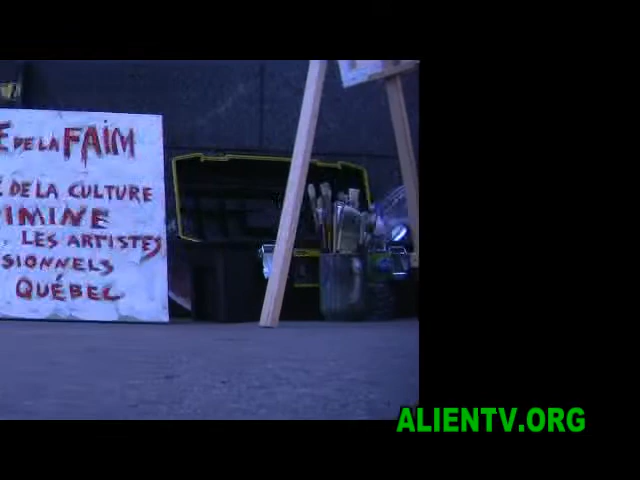 E DE LA FAIM
E DE LA CULTURE
IMINE
LES ARTISTES
SIONNELS
QUÉBEC
ALIENTV.ORG